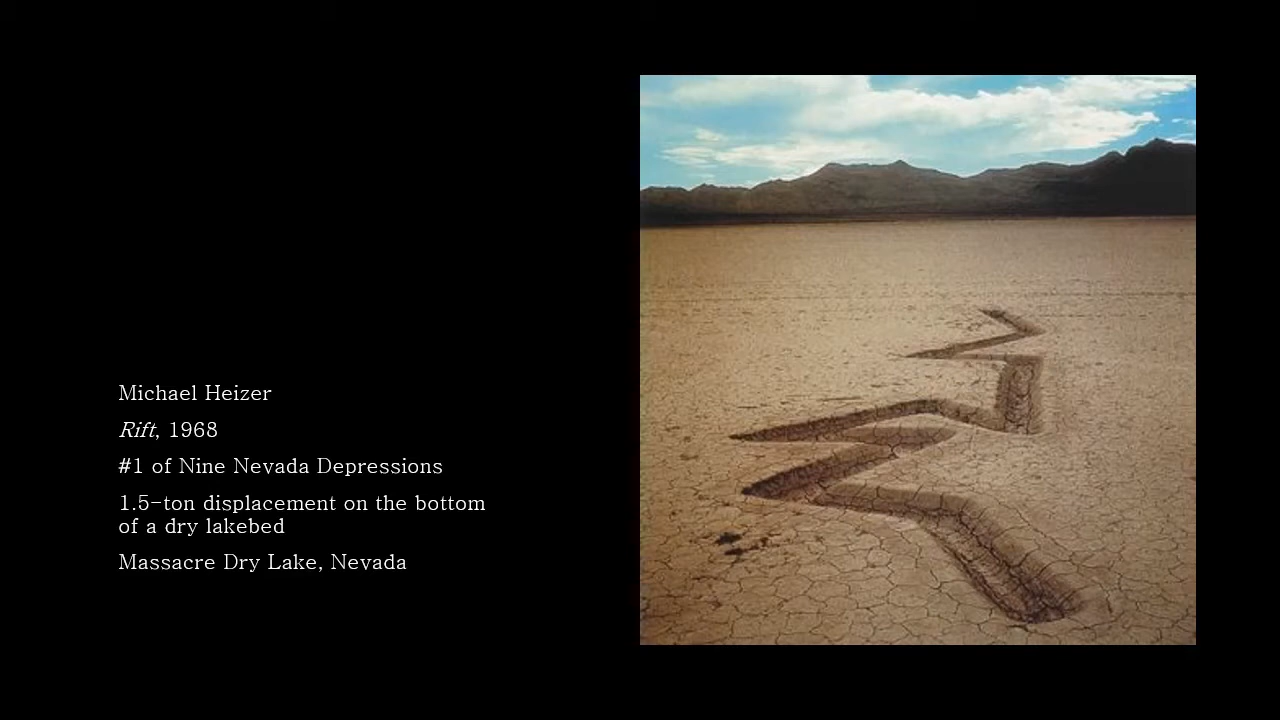 Michael Heizer
Rift, 1968
#1 of Nine Nevada Depressions
1.5-ton displacement on the bottom
of a dry lakebed
Massacre Dry Lake, Nevada